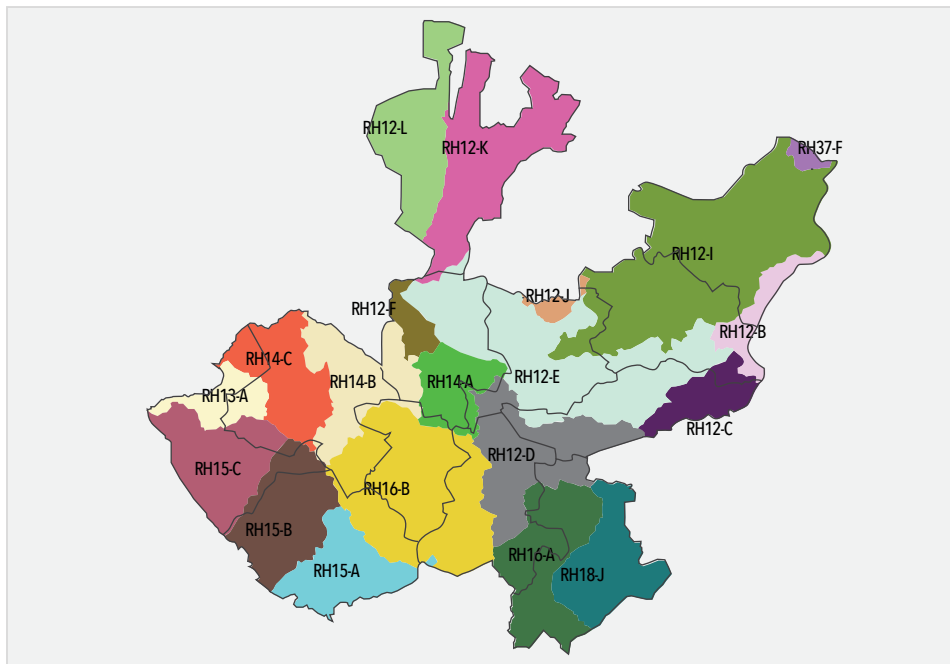 RH12-L
RH12-K
RH37-F
RH12-I
RH12-J
RH12-F
RH12-B
RH14-C
RH14-B
RH14-A
RH12-E
RH13-A
RH12-C
RH12-D
RH15-C
RH16-B
RH15-B
RH16-A
RH15-A
RH18-J